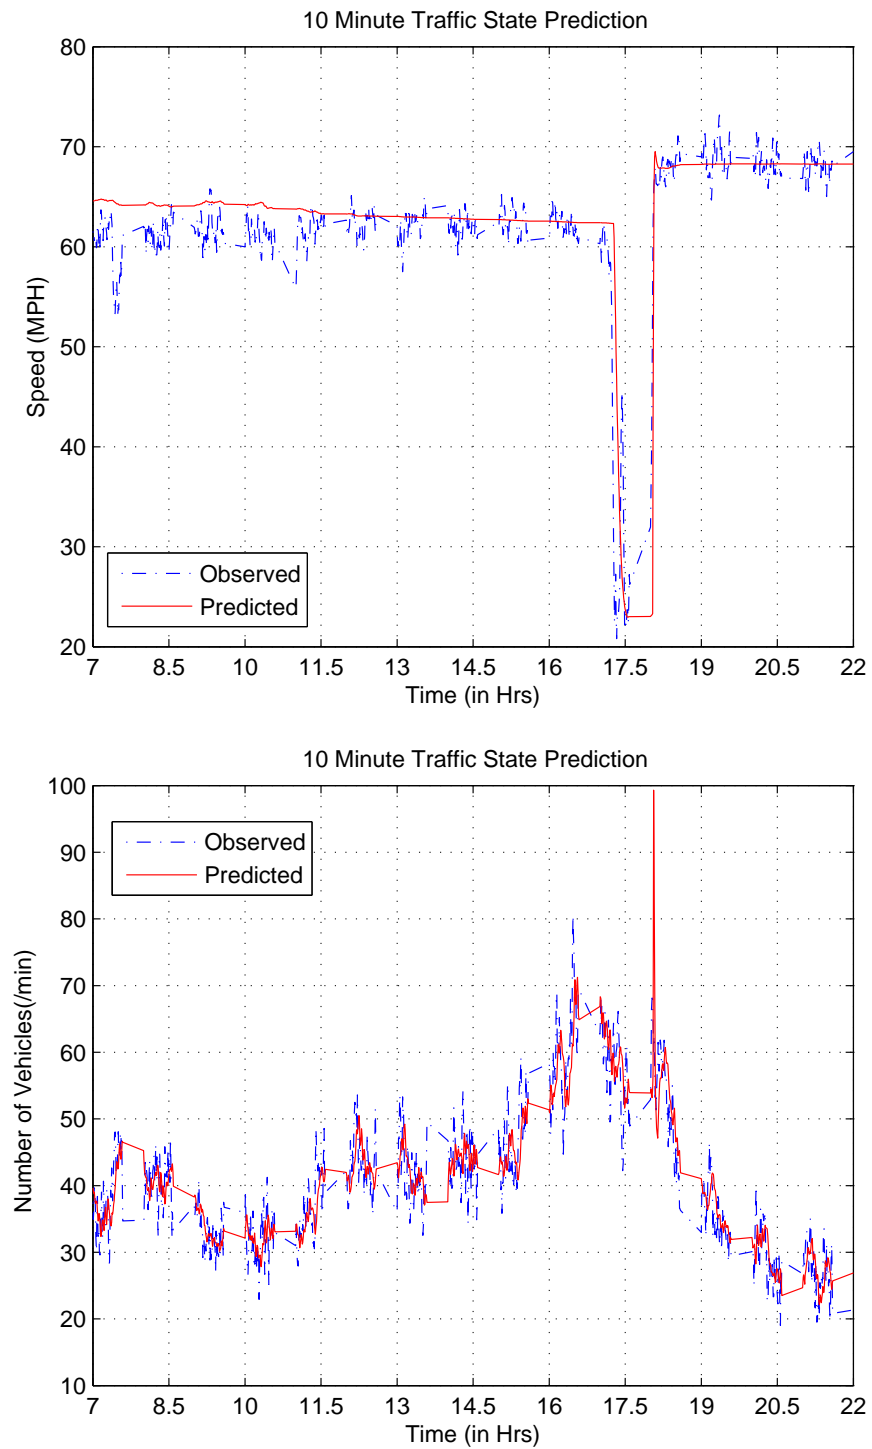 10 Minute Traffic State Prediction
80
70
60
50
40
30
20
Speed (MPH)
Observed
Predicted
7 8.5 10 11.5 13 14.5 16 17.5 19 20.5 22
Time (in Hrs)
10 Minute Traffic State Prediction
100
90
80
70
60
50
40
30
20
10
Number of Vehicles(/min)
Observed
Predicted
7 8.5 10 11.5 13 14.5 16 17.5 19 20.5 22
Time (in Hrs)